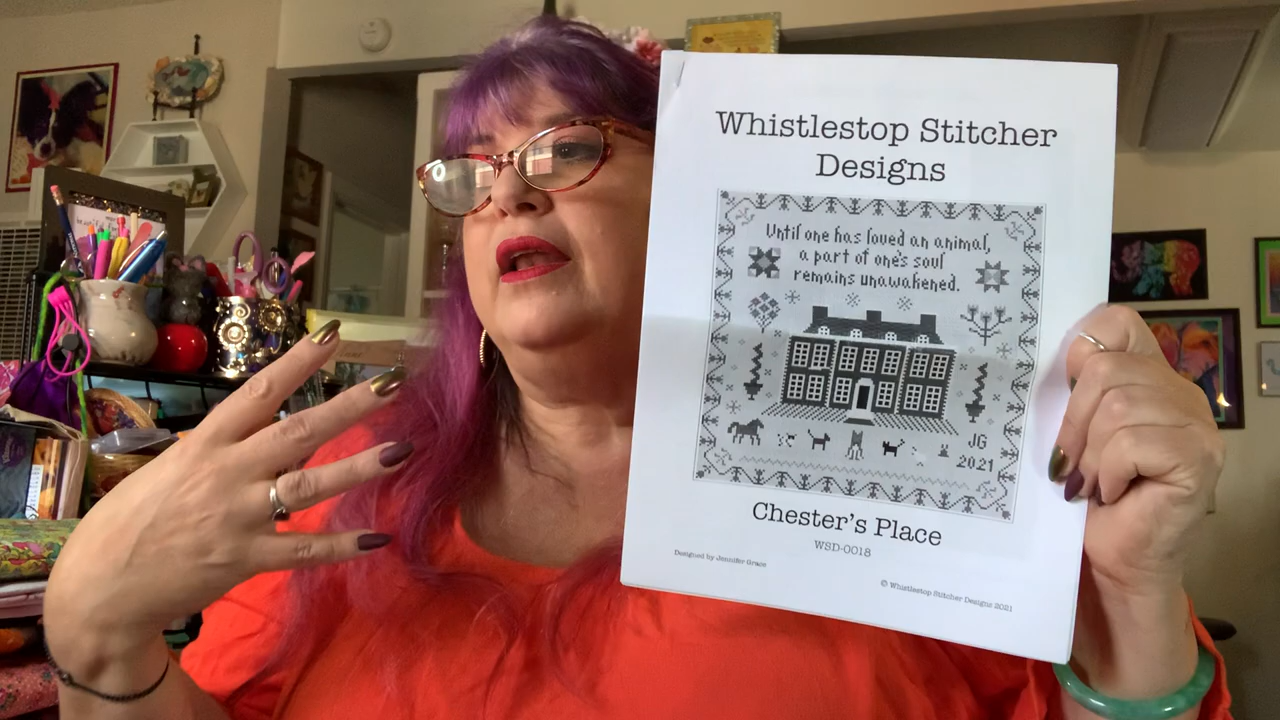 Whistlestop Stitcher
Designs
Until one has loved an animal,
a part of one's soul
remains unawakened.
JG
2021
Chester's Place
WSD-0018
Designed by Jennifer Grace
© Whistlestop Stitcher Designs 2021